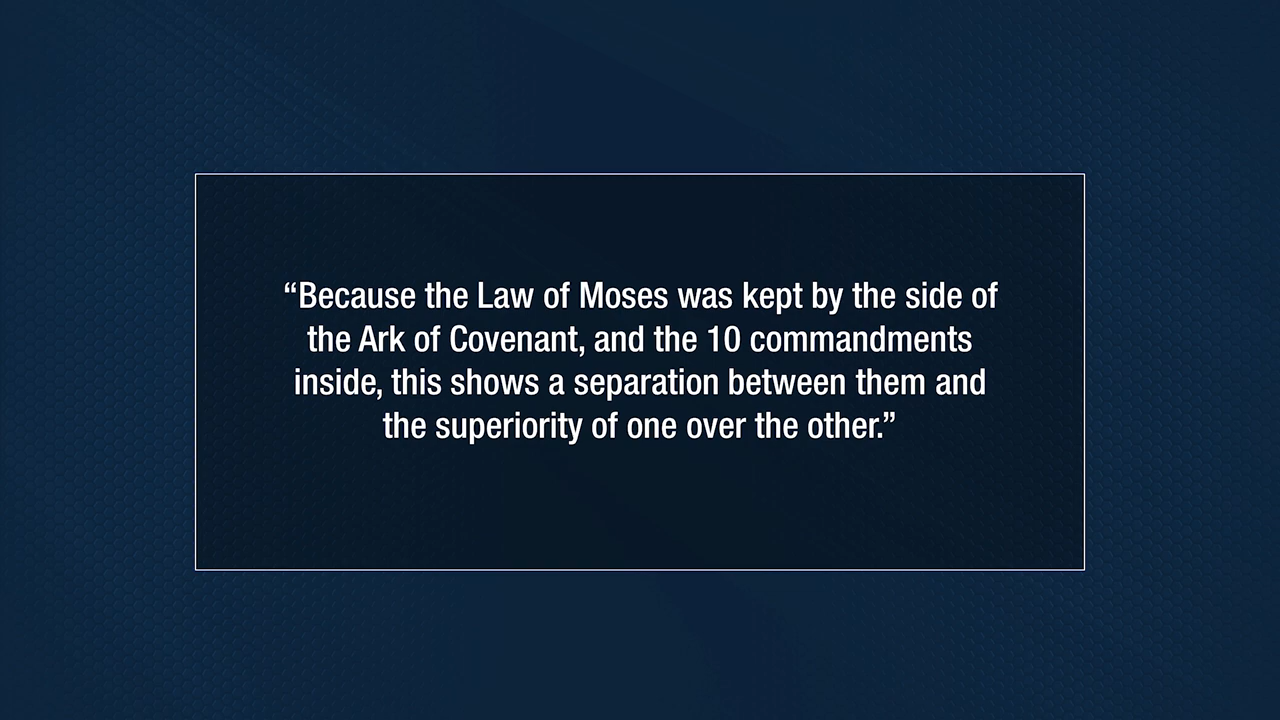 “Because the Law of Moses was kept by the side of
the Ark of Covenant, and the 10 commandments
inside, this shows a separation between them and
the superiority of one over the other.”